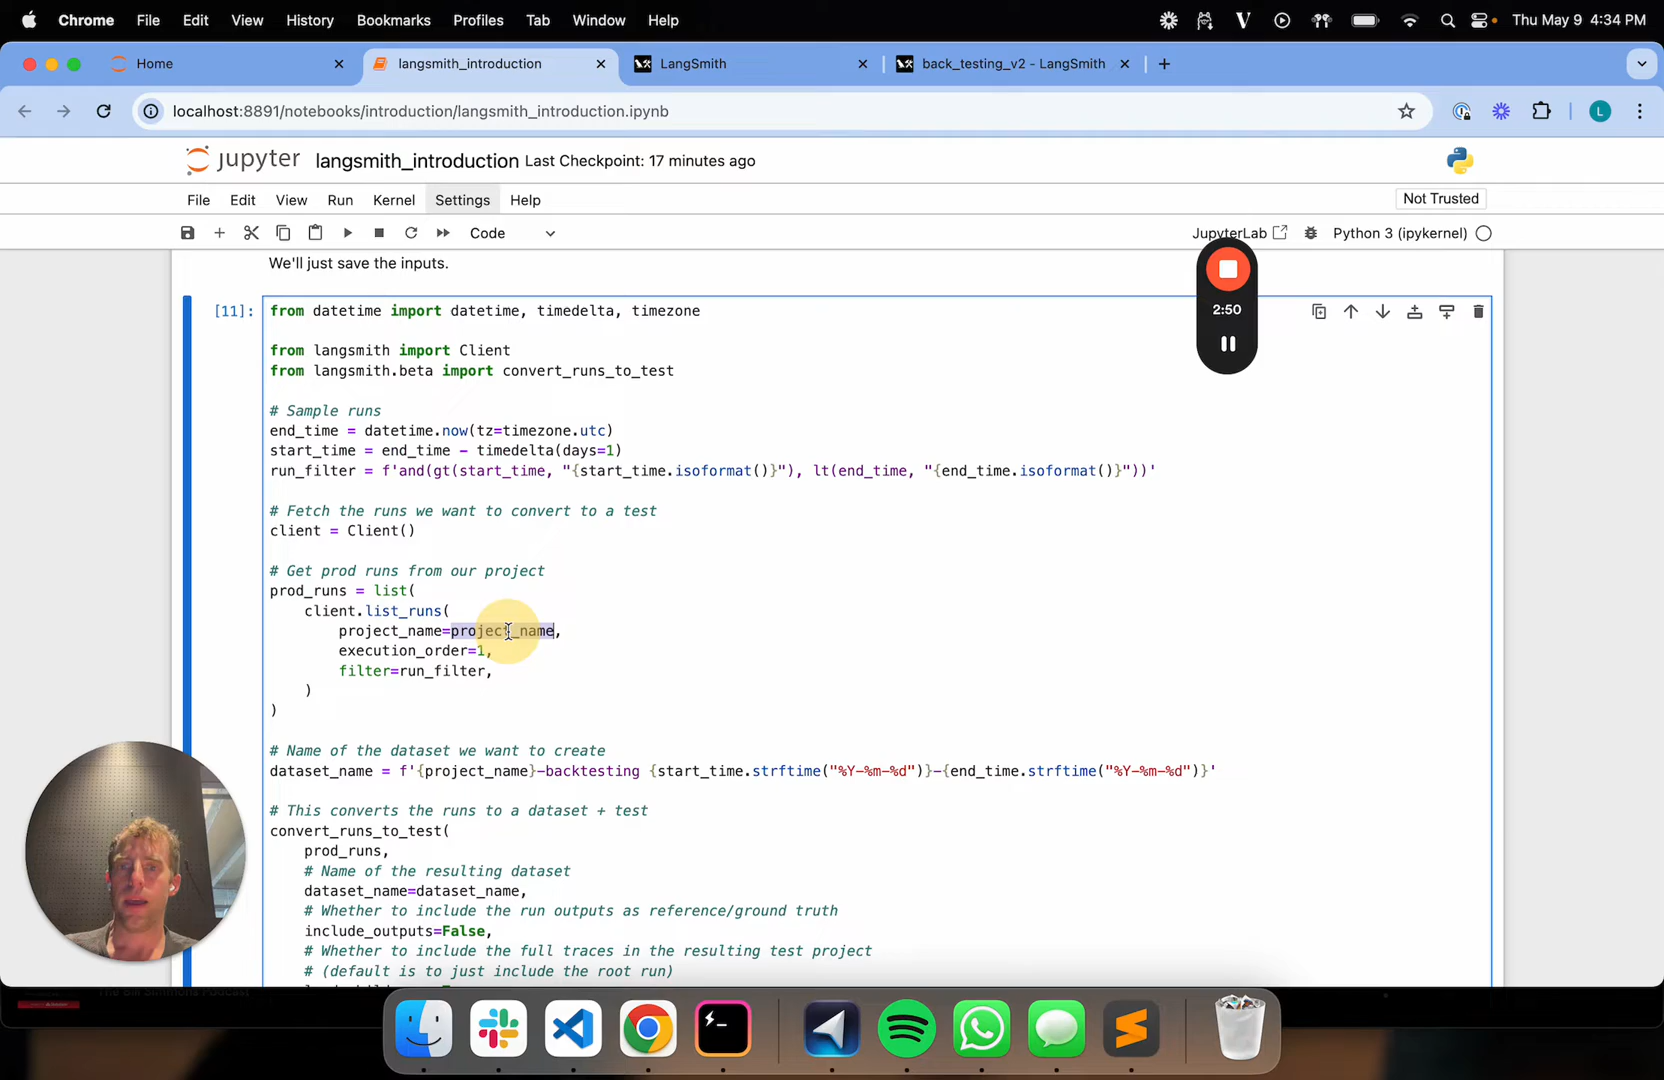 Chrome File Edit View History Bookmarks Profiles Tab Window Help Thu May 9 4:34 PM
Home langsmith_introduction LangSmith back_testing_v2 - LangSmith
localhost:8891/notebooks/introduction/langsmith_introduction.ipynb L
jupyter langsmith_introduction Last Checkpoint: 17 minutes ago
File Edit View Run Kernel Settings Help Not Trusted
Code JupyterLab Python 3 (ipykernel)
We'll just save the inputs.
2:50
[11]: from datetime import datetime, timedelta, timezone
from langsmith import Client
from langsmith.beta import convert_runs_to_test
# Sample runs
end_time = datetime.now(tz=timezone.utc)
start_time = end_time - timedelta(days=1)
run_filter = f'and(gt(start_time, "{start_time.isoformat()}"), lt(end_time, "{end_time.isoformat()}"))'
# Fetch the runs we want to convert to a test
client = Client()
# Get prod runs from our project
prod_runs = list(
client.list_runs(
project_name=project_name,
execution_order=1,
filter=run_filter,
)
)
# Name of the dataset we want to create
dataset_name = f'{project_name}-backtesting {start_time.strftime("%Y-%m-%d")}-{end_time.strftime("%Y-%m-%d")}'
# This converts the runs to a dataset + test
convert_runs_to_test(
prod_runs,
# Name of the resulting dataset
dataset_name=dataset_name,
# Whether to include the run outputs as reference/ground truth
include_outputs=False,
# Whether to include the full traces in the resulting test project
# (default is to just include the root run)